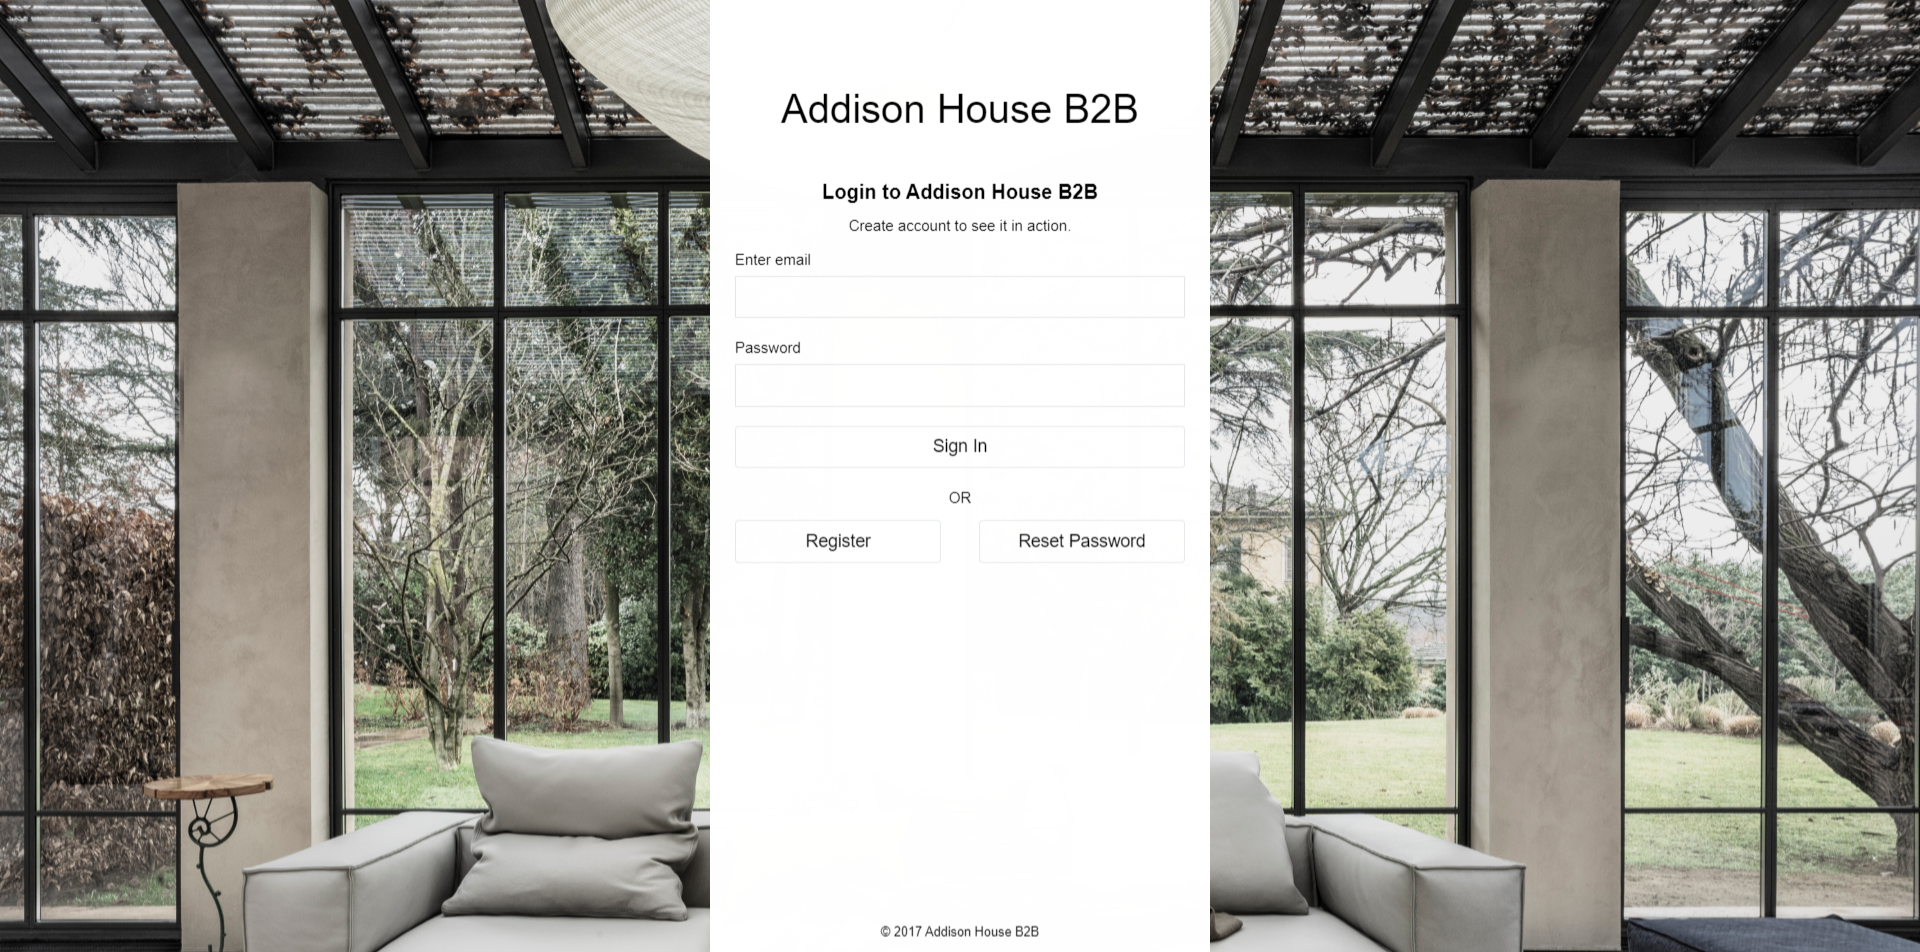 Addison House B2B
Login to Addison House B2B
Create account to see it in action.
Enter email
Password
Sign In
OR
Register
Reset Password
© 2017 Addison House B2B